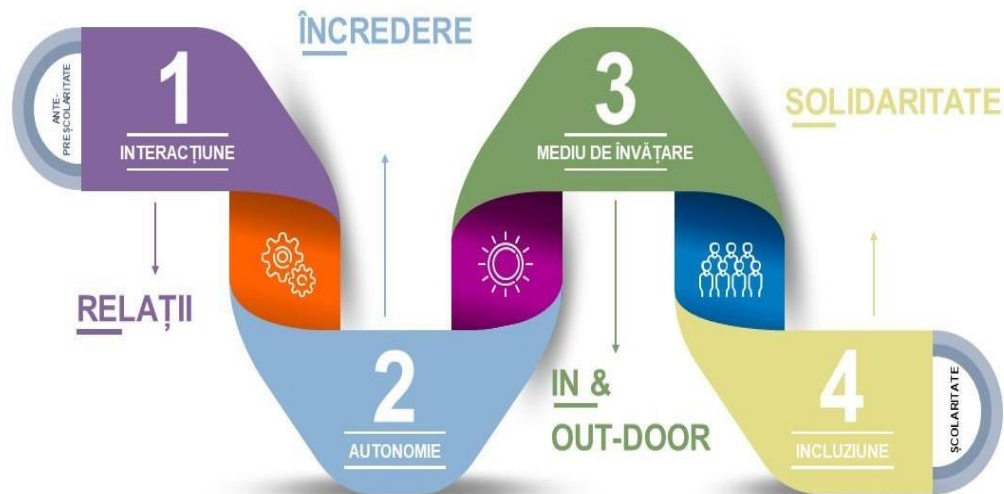 ANTE-
PREȘCOLARITATE
1
INTERACȚIUNE
RELAȚII
ÎNCREDERE
2
AUTONOMIE
3
MEDIU DE ÎNVĂȚARE
IN &
OUT-DOOR
SOLIDARITATE
4
INCLUZIUNE
ȘCOLARITATE